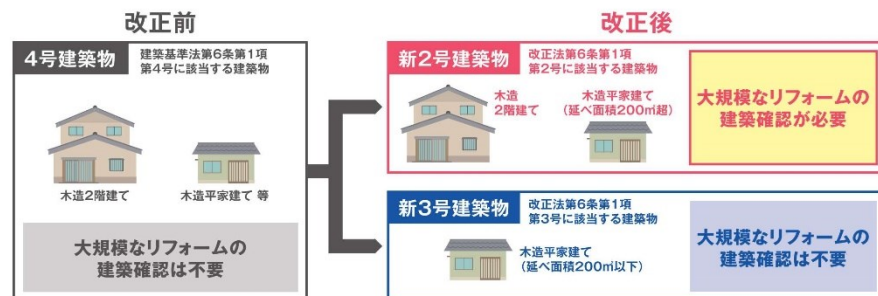 改正前
4号建築物
建築基準法第6条第1項
第4号に該当する建築物
木造2階建て
木造平家建て 等
大規模なリフォームの
建築確認は不要
改正後
新2号建築物
改正法第6条第1項
第2号に該当する建築物
木造
2階建て
木造平家建て
(延べ面積200㎡超)
大規模なリフォームの
建築確認が必要
新3号建築物
改正法第6条第1項
第3号に該当する建築物
木造平家建て
(延べ面積200㎡以下)
大規模なリフォームの
建築確認は不要